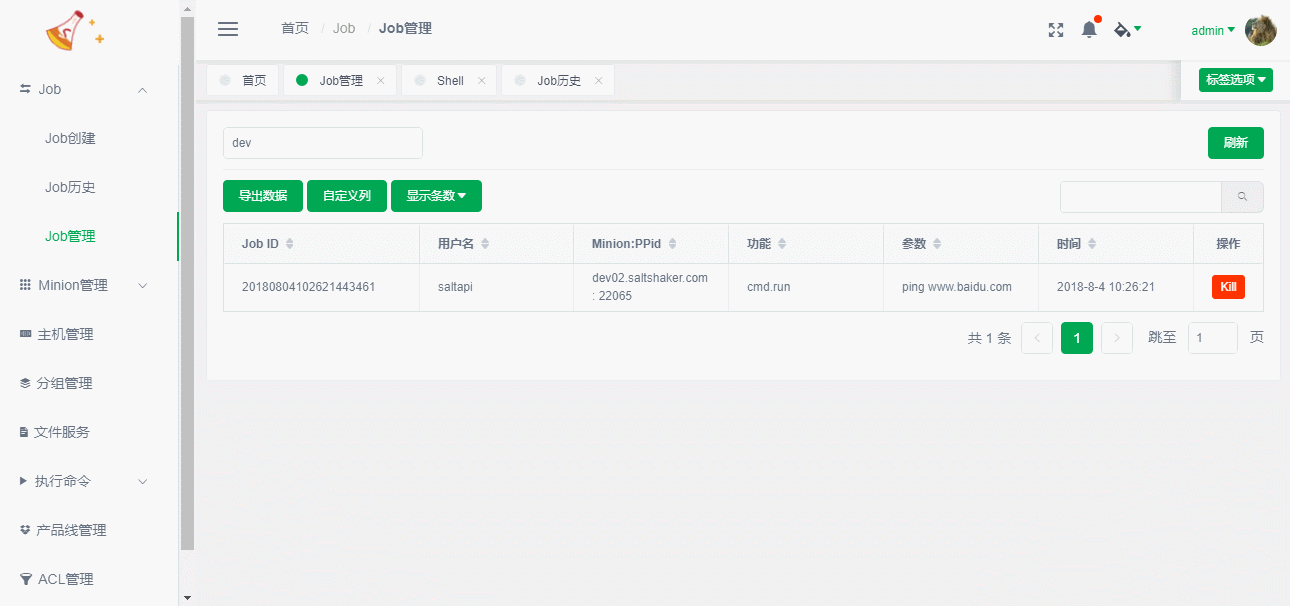 首页 / Job / Job管理
admin
首页
Job管理 ×
Shell ×
Job历史 ×
标签选项
Job
Job创建
Job历史
Job管理
Minion管理
主机管理
分组管理
文件服务
执行命令
产品线管理
ACL管理
dev
刷新
导出数据 自定义列 显示条数
Job ID 用户名 Minion:PPid 功能 参数 时间 操作
20180804102621443461 saltapi dev02.saltshaker.com cmd.run ping www.baidu.com 2018-8-4 10:26:21 Kill
: 22065
共 1 条 < 1 > 跳至 1 页